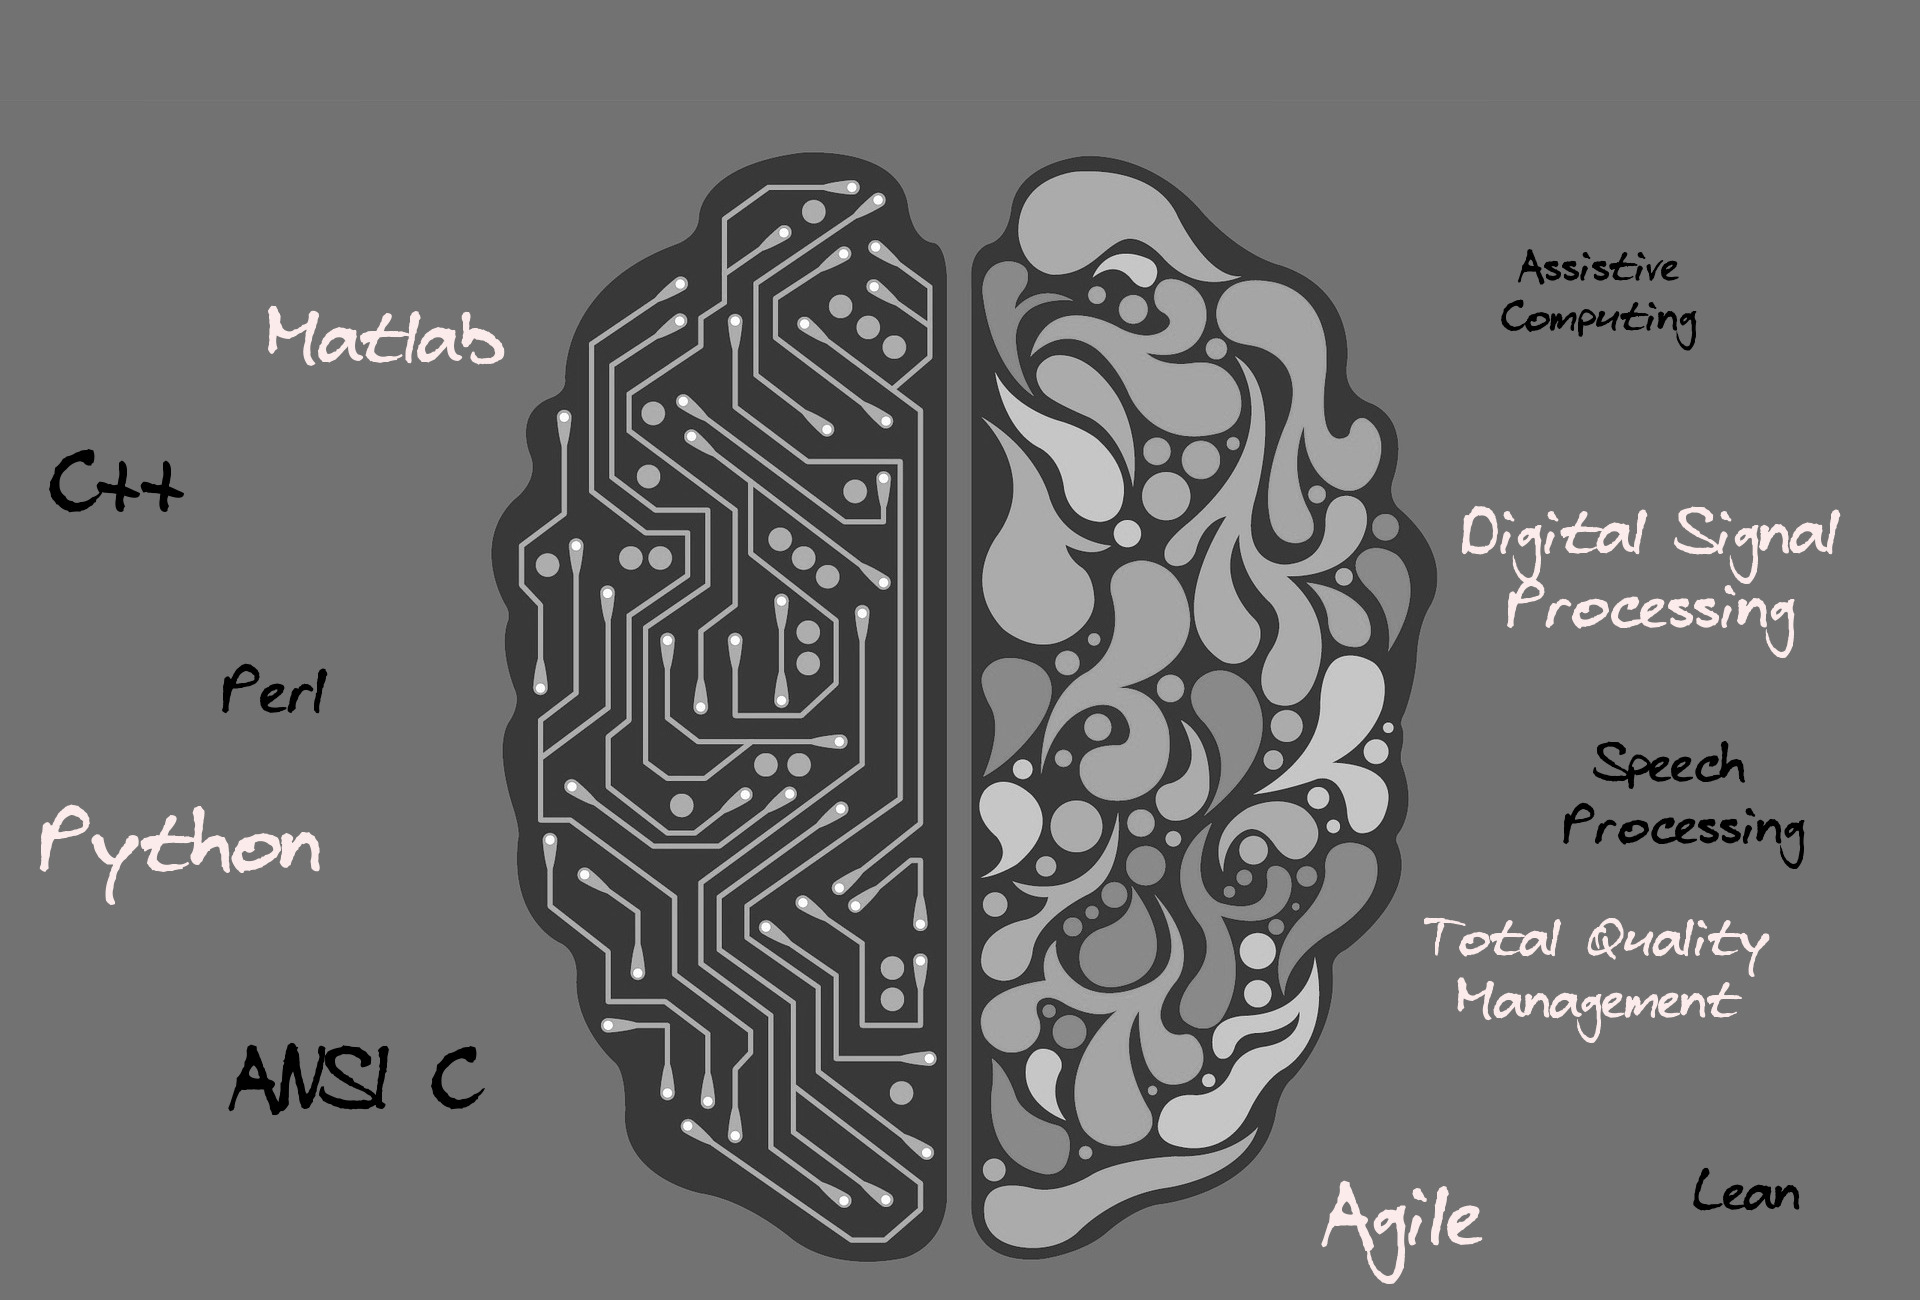 Matlab
C++
Perl
Python
ANSI C
Assistive
Computing
Digital Signal
Processing
Speech
Processing
Total Quality
Management
Agile
Lean